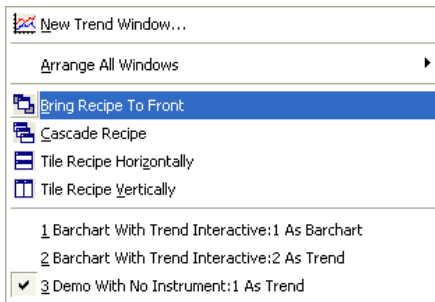 New Trend Window...
Arrange All Windows
Bring Recipe To Front
Cascade Recipe
Tile Recipe Horizontally
Tile Recipe Vertically
1 Barchart With Trend Interactive:1 As Barchart
2 Barchart With Trend Interactive:2 As Trend
3 Demo With No Instrument:1 As Trend